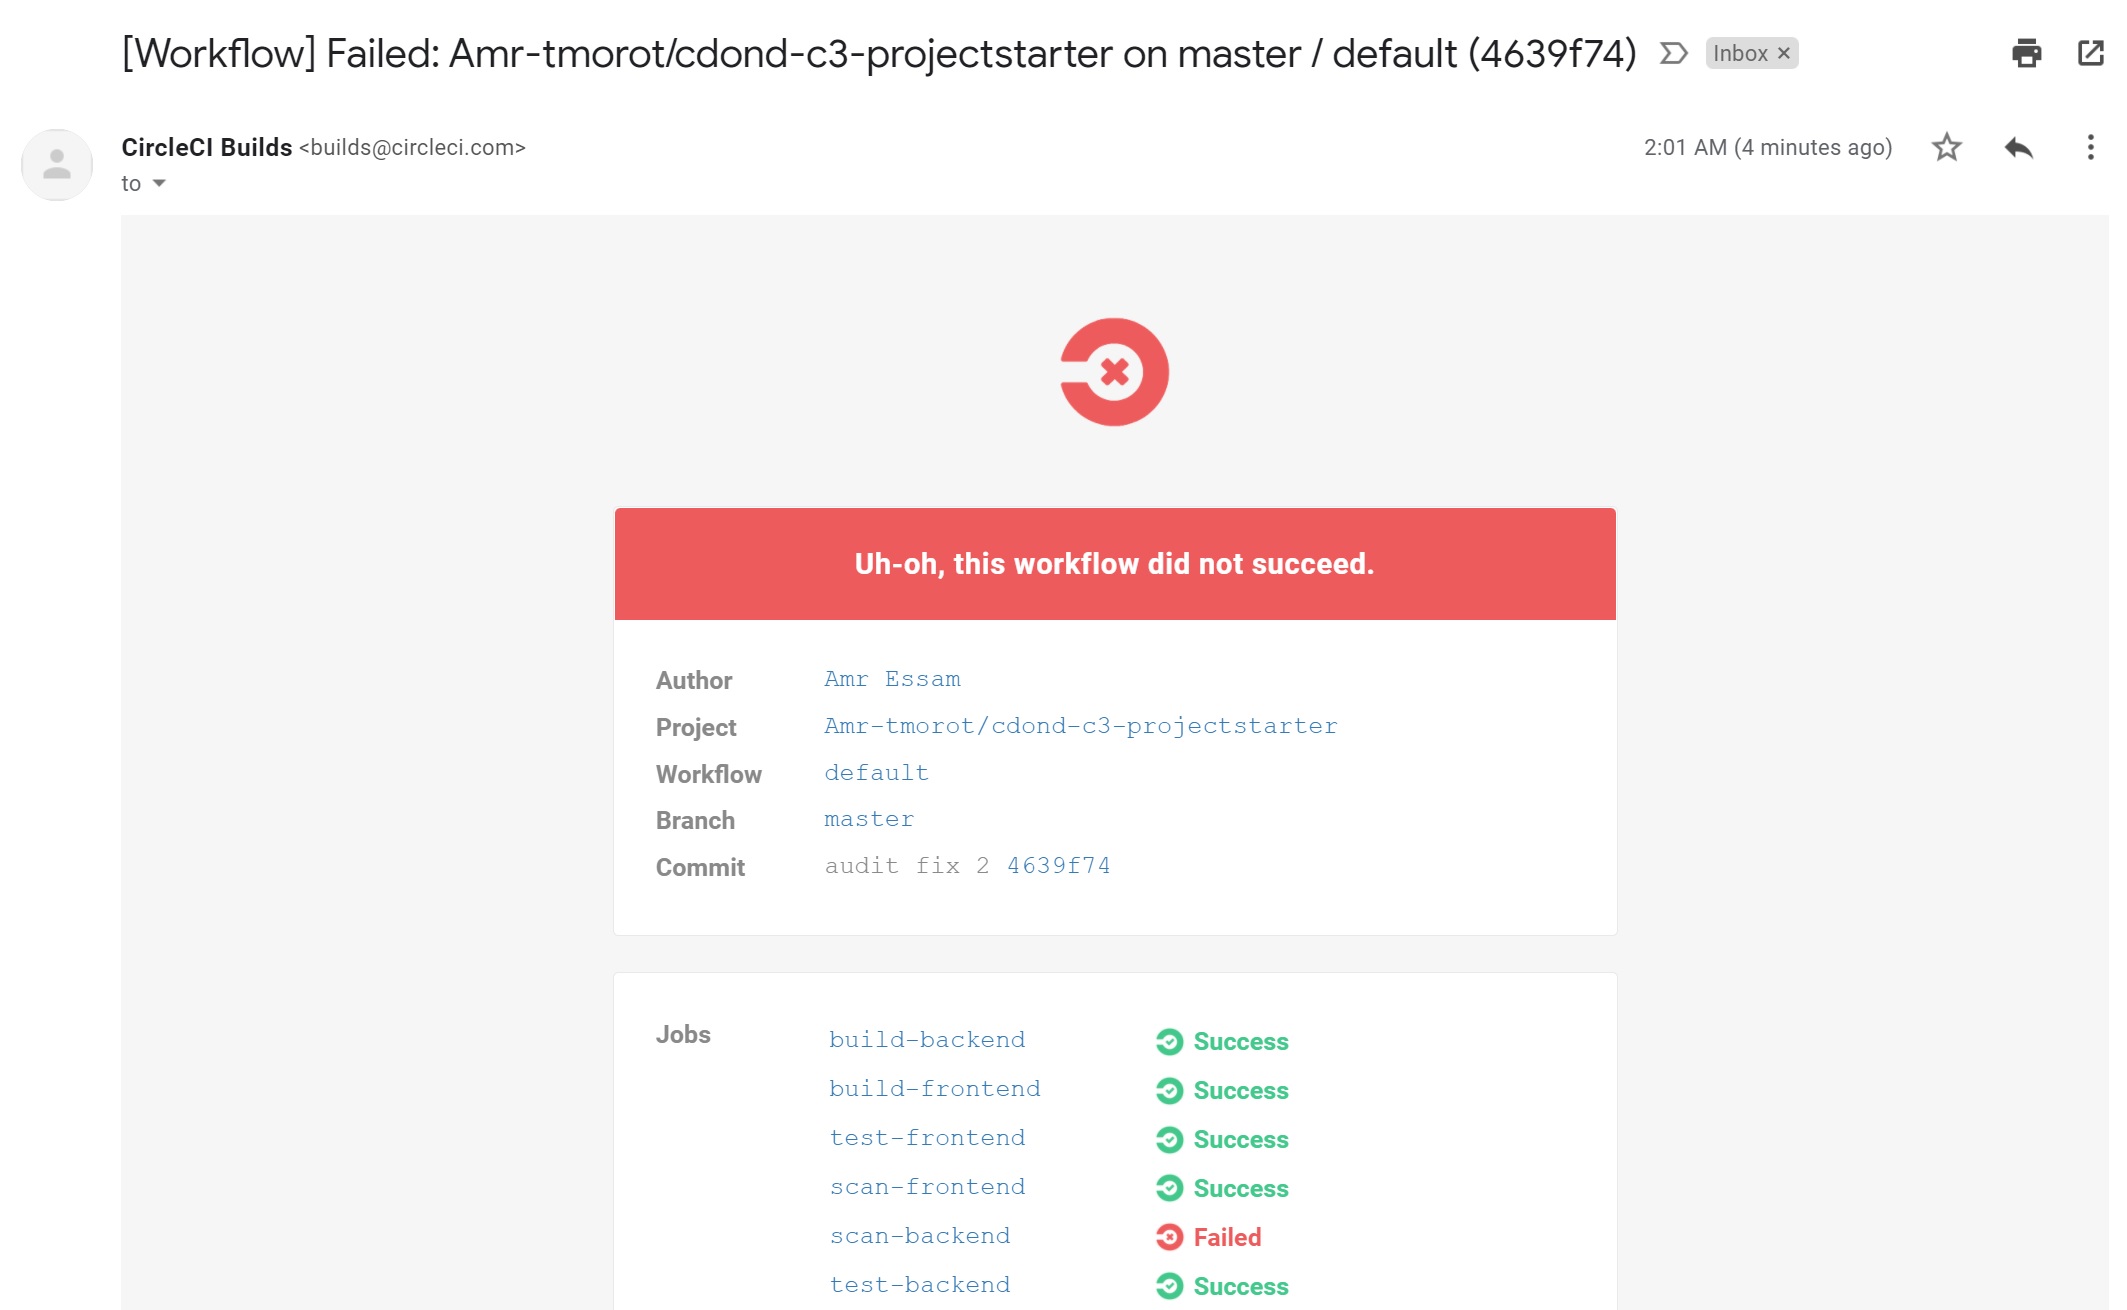 [Workflow] Failed: Amr-tmorot/cdond-c3-projectstarter on master / default (4639f74) Inbox ×
CircleCI Builds <builds@circleci.com> 2:01 AM (4 minutes ago)
to
Uh-oh, this workflow did not succeed.
Author Amr Essam
Project Amr-tmorot/cdond-c3-projectstarter
Workflow default
Branch master
Commit audit fix 2 4639f74
Jobs build-backend Success
build-frontend Success
test-frontend Success
scan-frontend Success
scan-backend Failed
test-backend Success